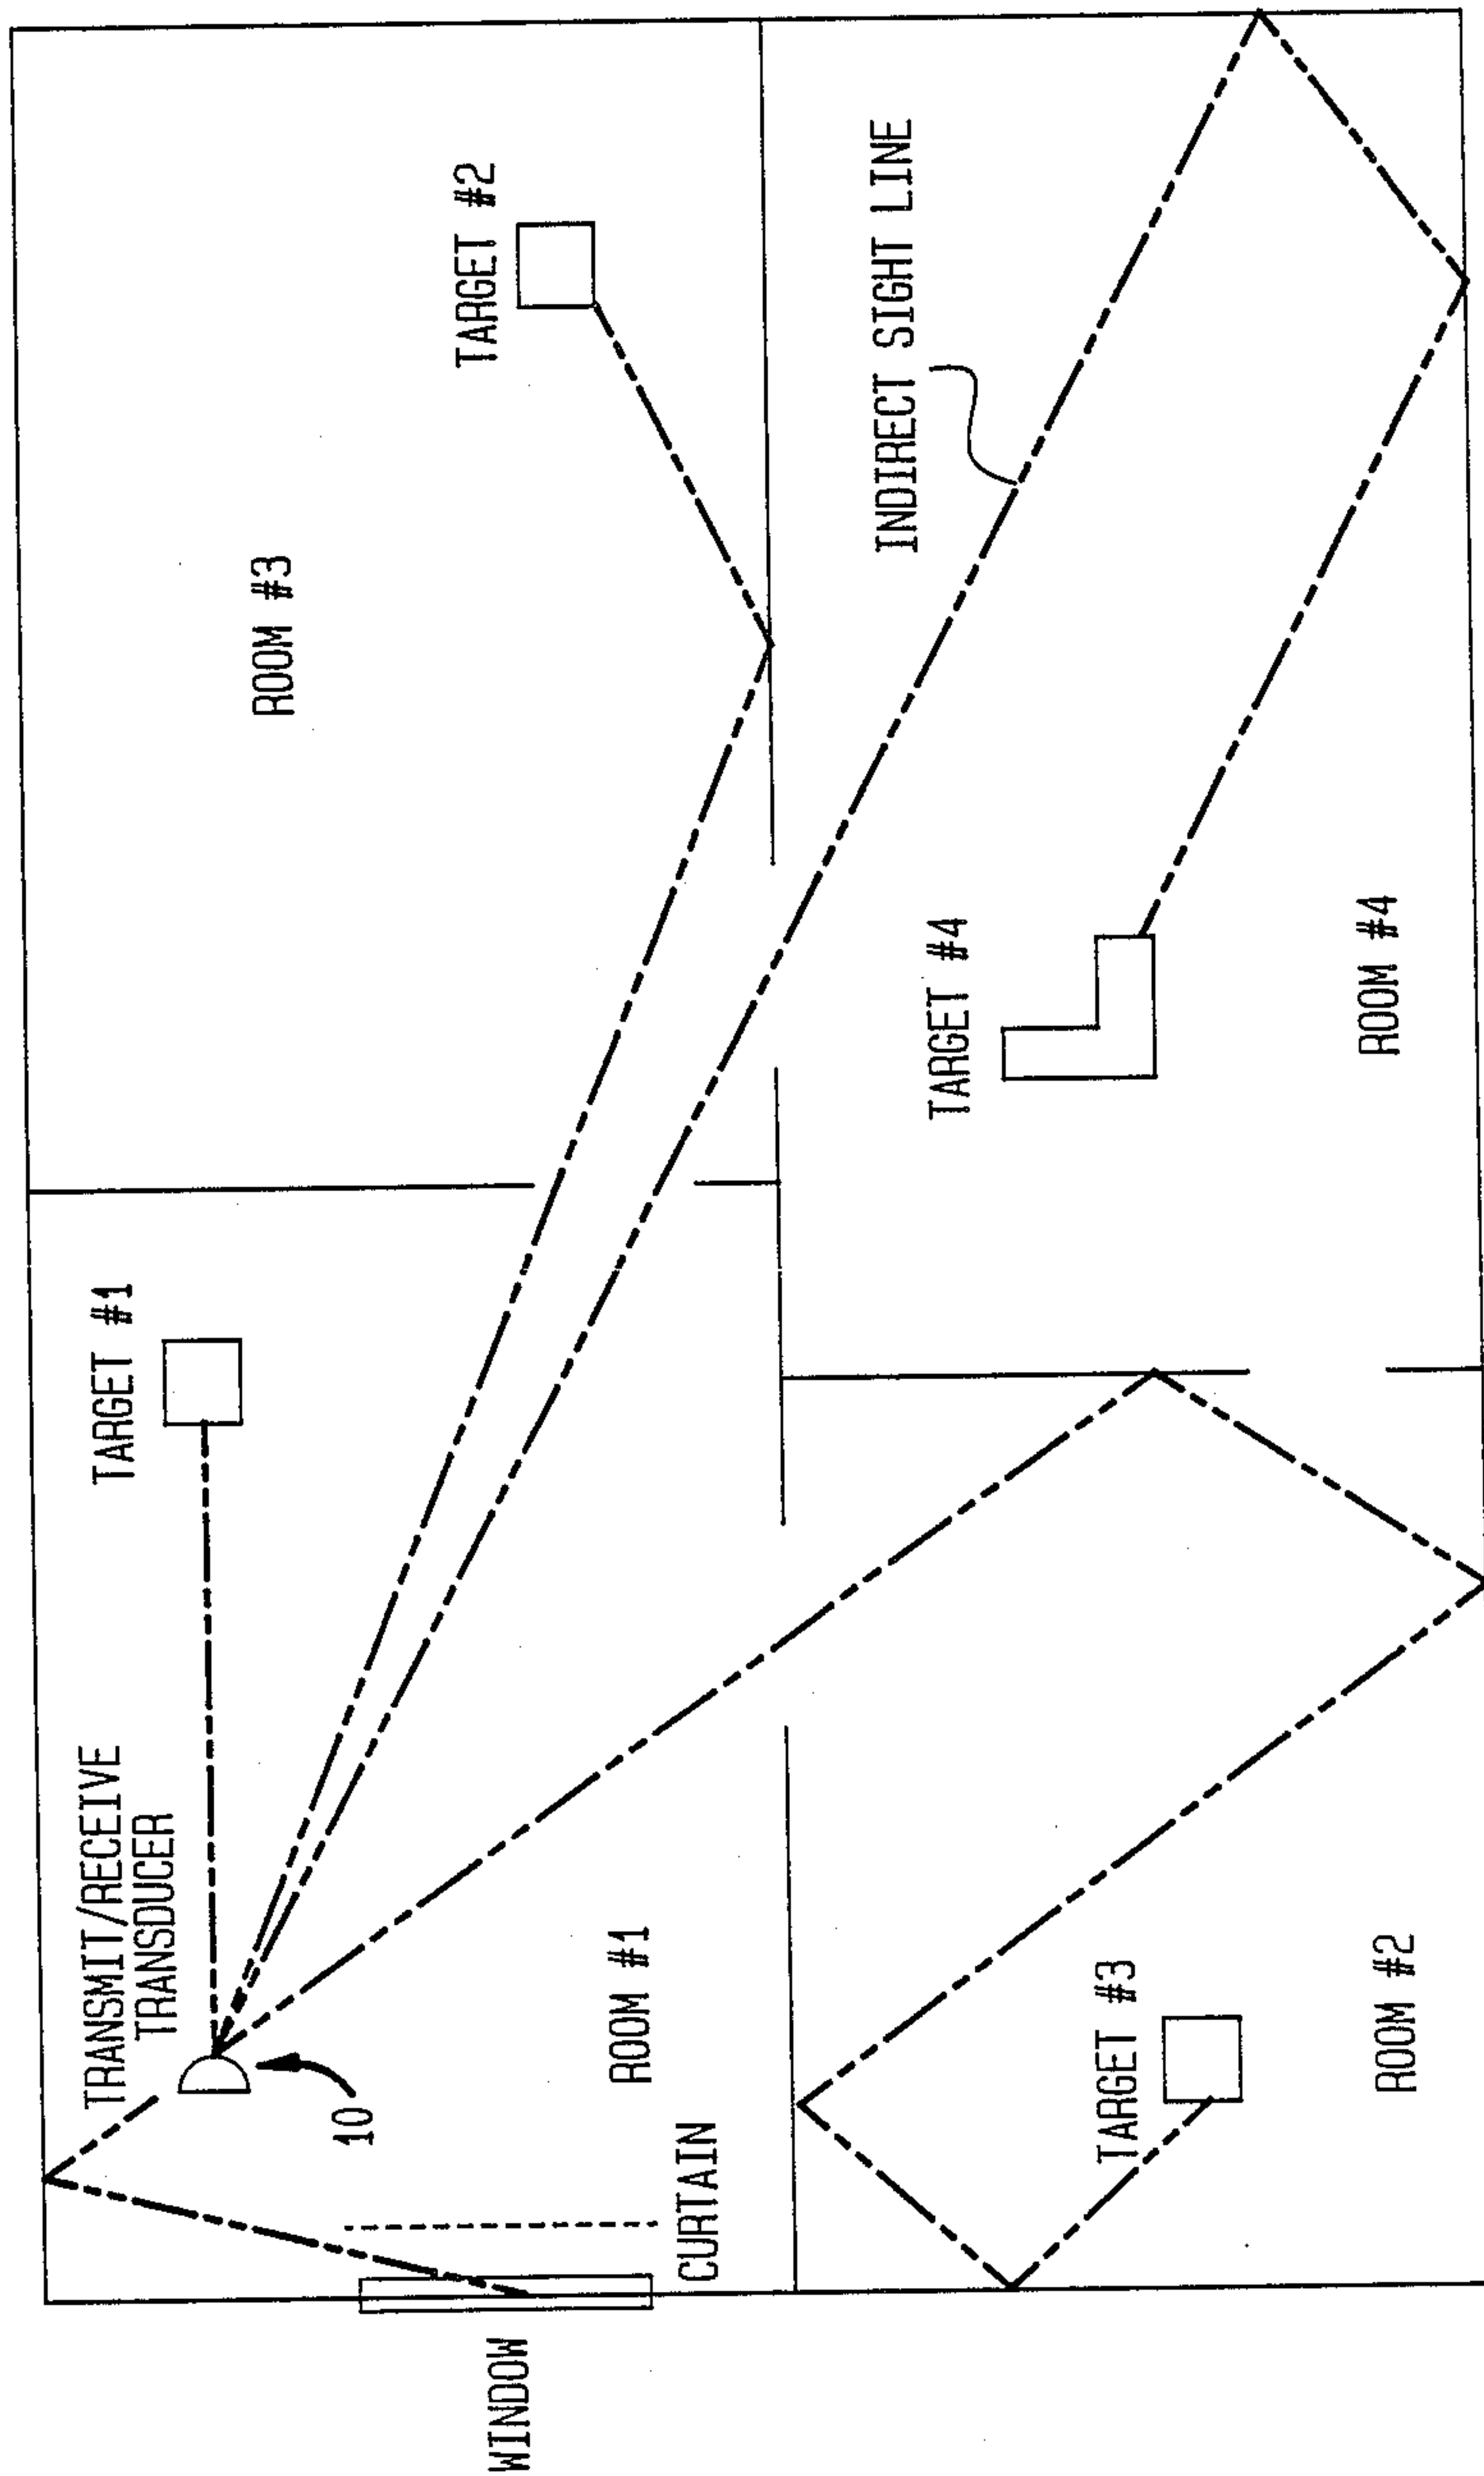 TRANSMIT/RECEIVE
TRANSDUCER
10
TARGET #1
ROOM #3
TARGET #2
WINDOW
CURTAIN
ROOM #1
INDIRECT SIGHT LINE
TARGET #4
TARGET #3
ROOM #2
ROOM #4